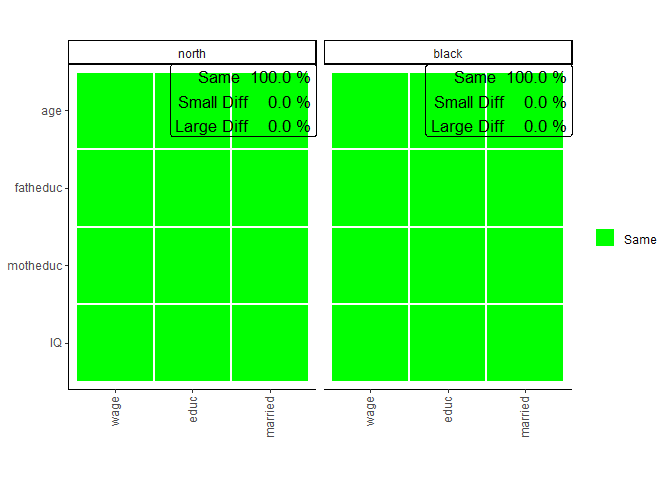 north
black
Same 100.0 %
Small Diff 0.0 %
Large Diff 0.0 %
Same 100.0 %
Small Diff 0.0 %
Large Diff 0.0 %
age
fatheduc
motheduc
IQ
wage
educ
married
wage
educ
married
Same